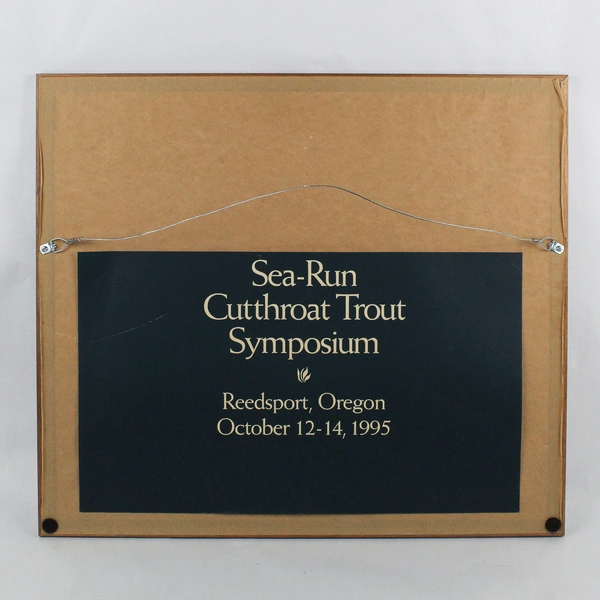 Sea-Run
Cutthroat Trout
Symposium
Reedsport, Oregon
October 12-14, 1995